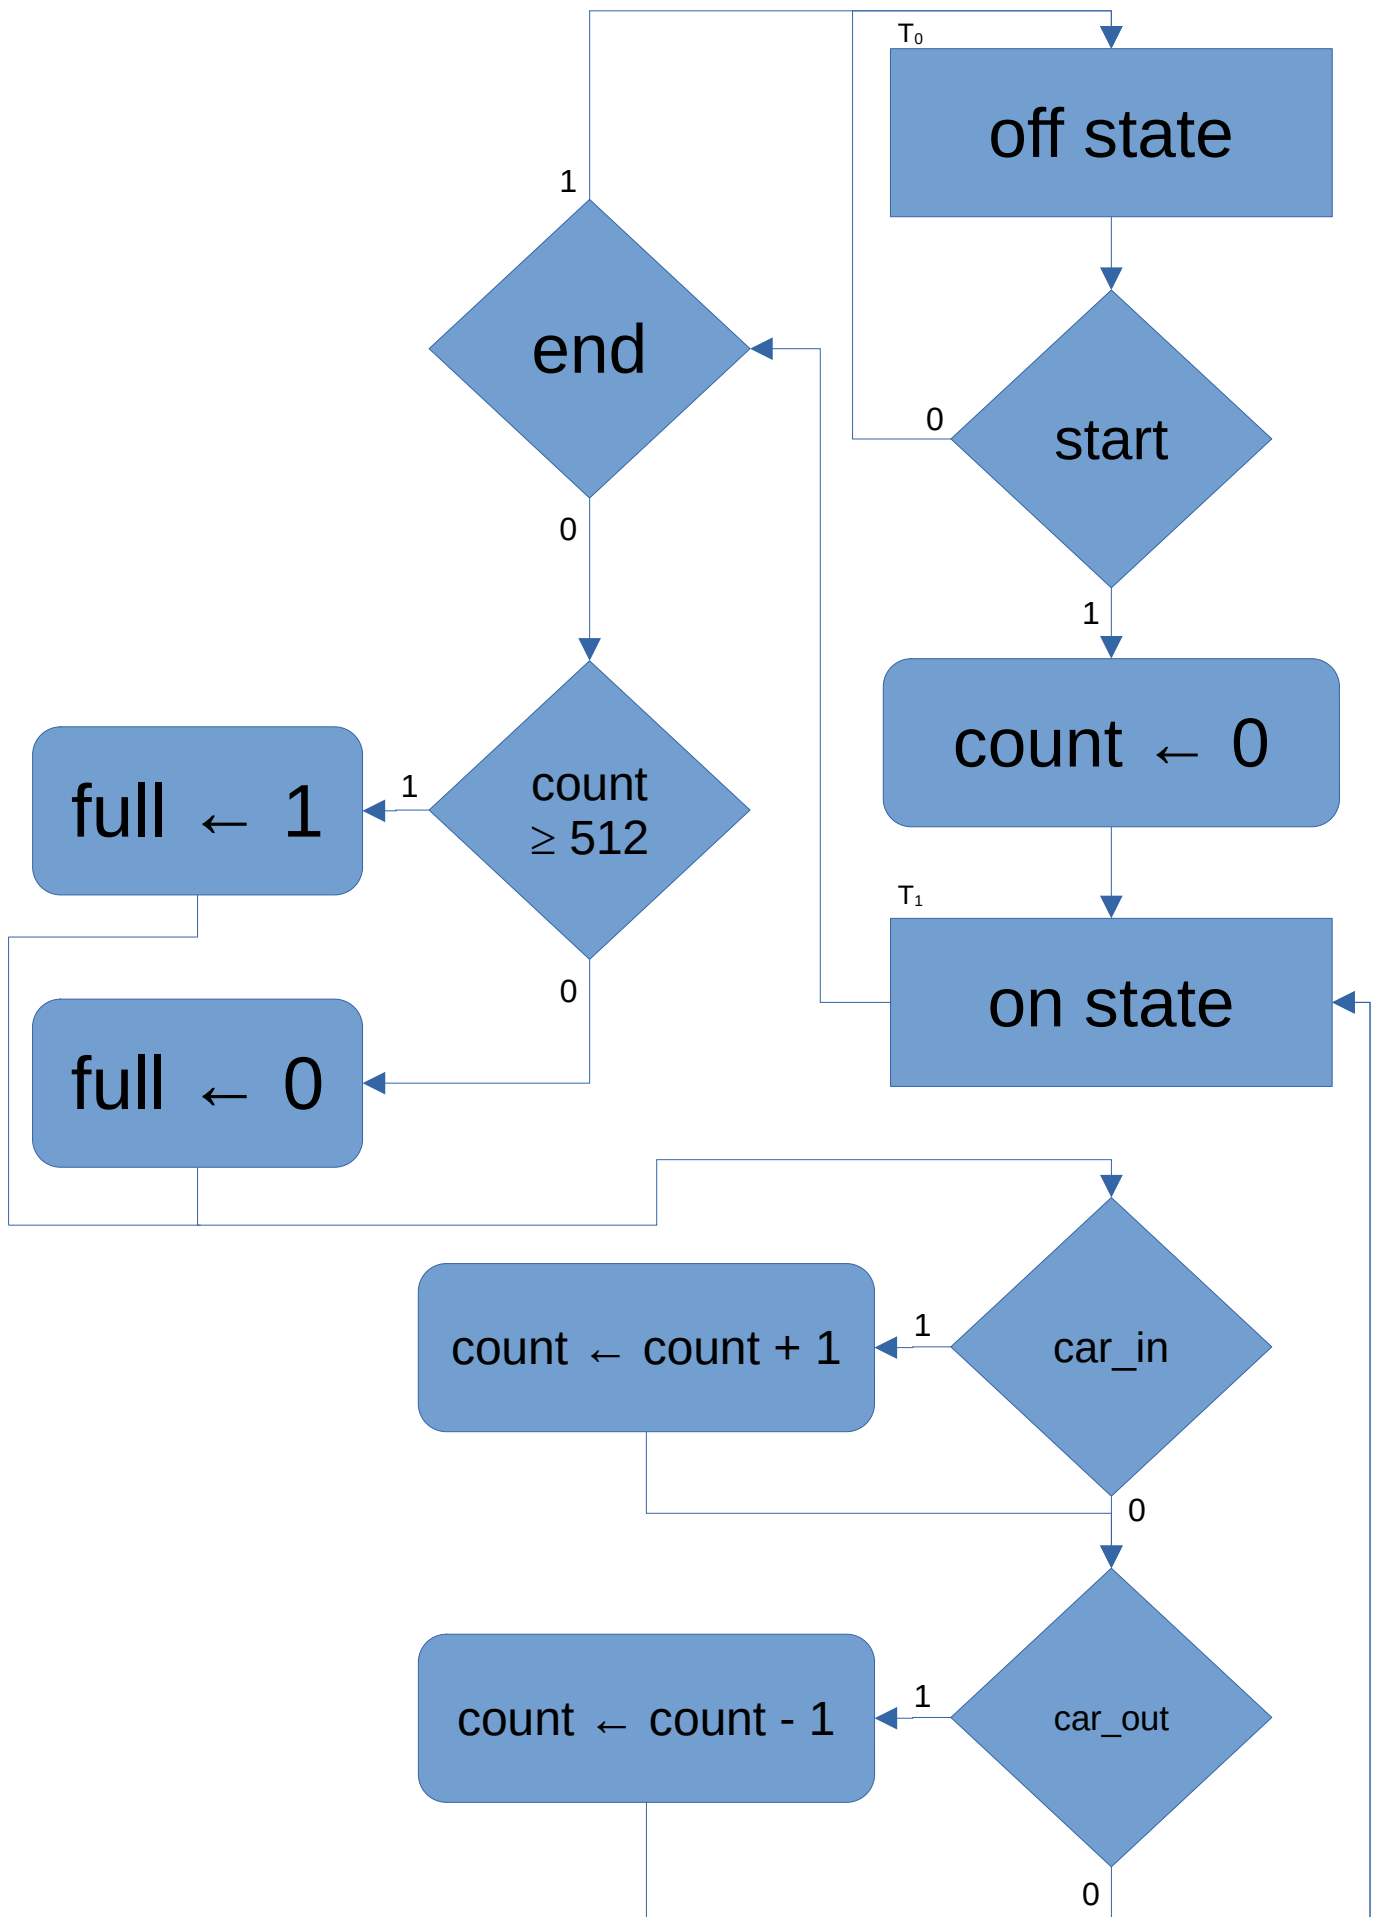 T₀
off state
1
end
0
start
0
1
count ← 0
count
≥ 512
1
full ← 1
0
T₁
on state
full ← 0
car_in
1
count ← count + 1
0
car_out
1
count ← count - 1
0